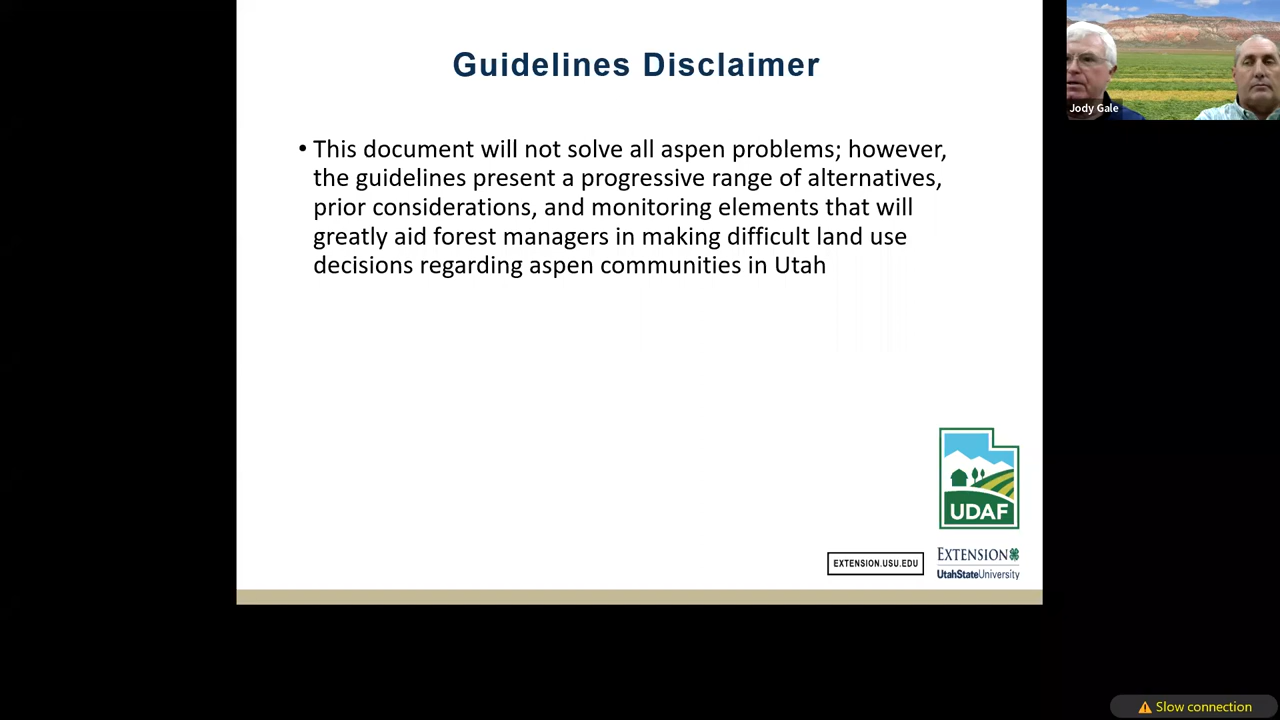 Guidelines Disclaimer
Jody Gale
• This document will not solve all aspen problems; however,
the guidelines present a progressive range of alternatives,
prior considerations, and monitoring elements that will
greatly aid forest managers in making difficult land use
decisions regarding aspen communities in Utah
UDAF
EXTENSION.USU.EDU
EXTENSION
UtahStateUniversity
Slow connection